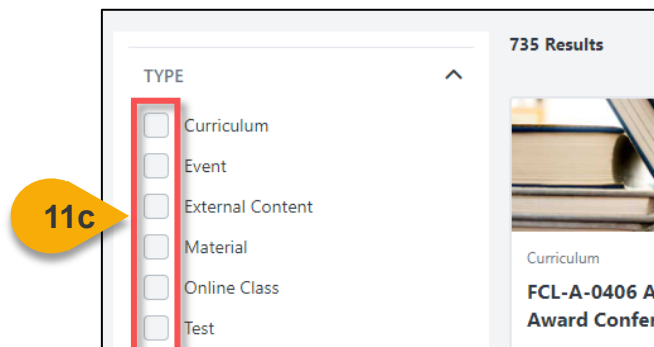 735 Results
TYPE
Curriculum
Event
External Content
Material
Online Class
Test
11c
Curriculum
FCL-A-0406 A
Award Confer